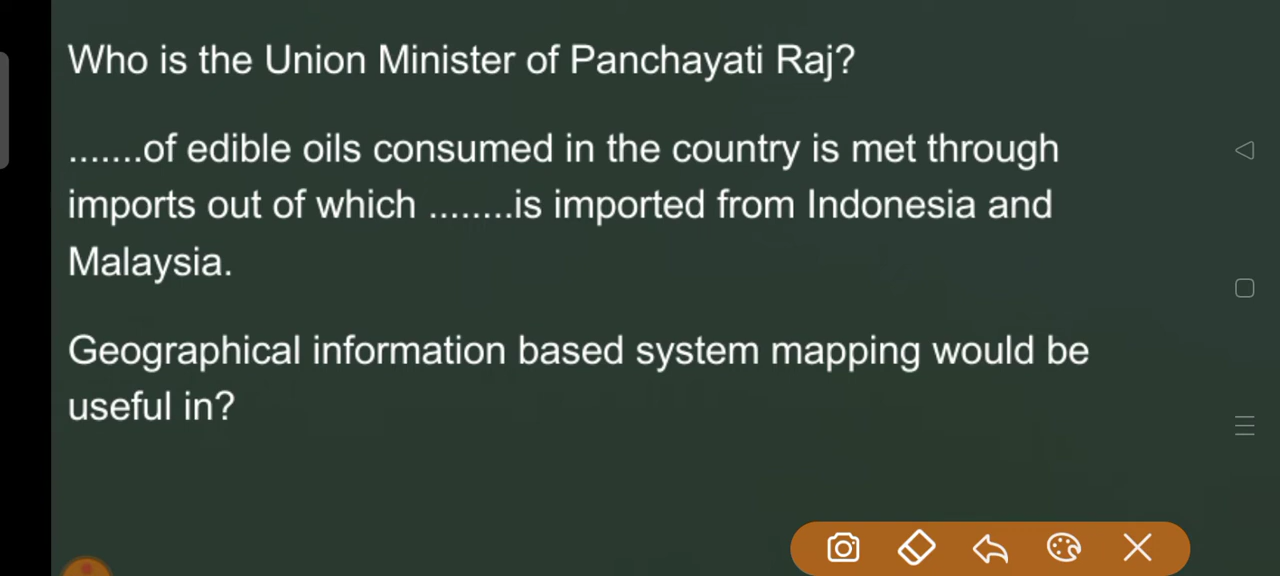 Who is the Union Minister of Panchayati Raj?
.......of edible oils consumed in the country is met through
imports out of which ........is imported from Indonesia and
Malaysia.
Geographical information based system mapping would be
useful in?